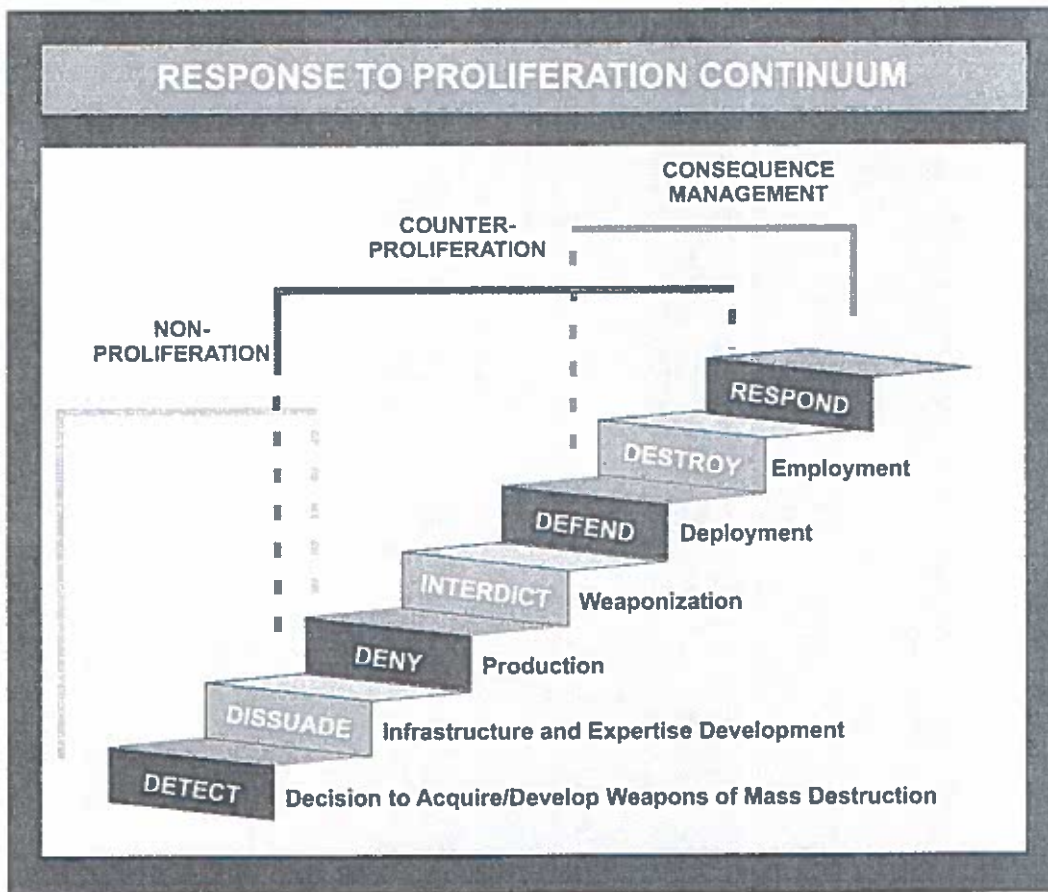 RESPONSE TO PROLIFERATION CONTINUUM
CONSEQUENCE
MANAGEMENT
COUNTER-
PROLIFERATION
NON-
PROLIFERATION
RESPOND
DESTROY
Employment
DEFEND
Deployment
INTERDICT
Weaponization
DENY
Production
DISSUADE
Infrastructure and Expertise Development
DETECT
Decision to Acquire/Develop Weapons of Mass Destruction